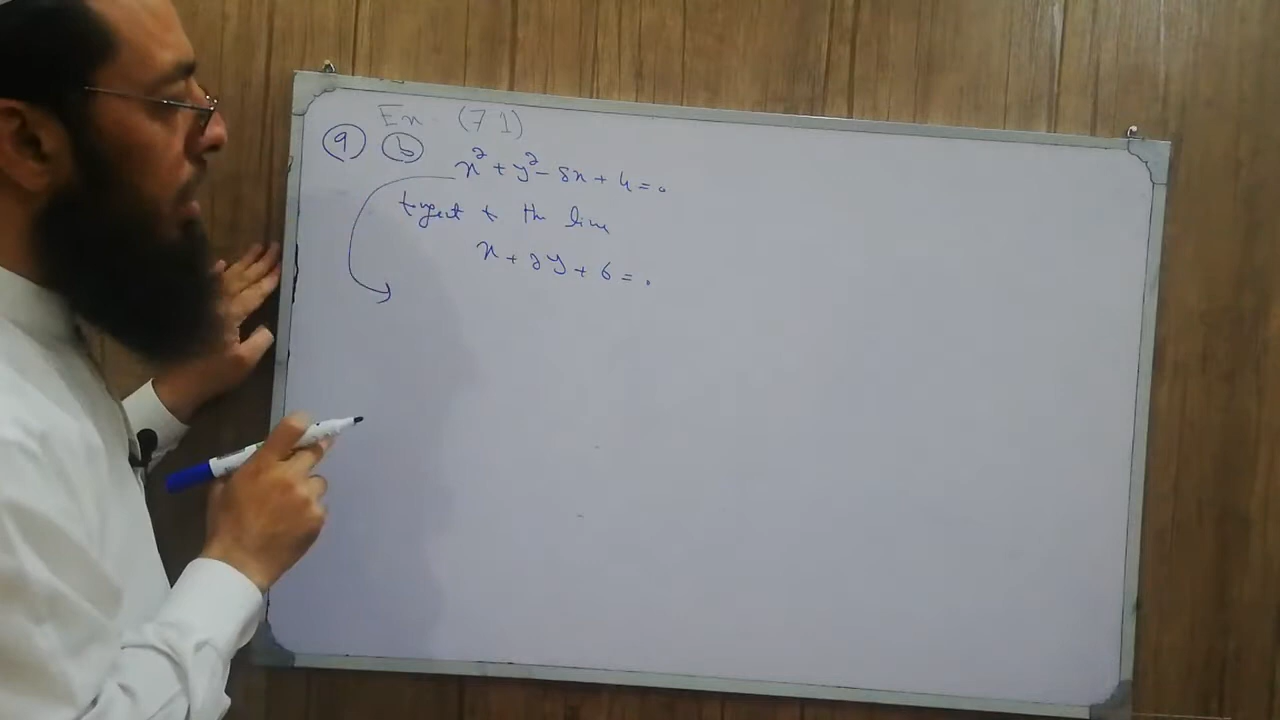 Ex (7 1)
9 b x² + y² - 8x + 4 = 0
tangent to the line
x + 2y + 6 = 0